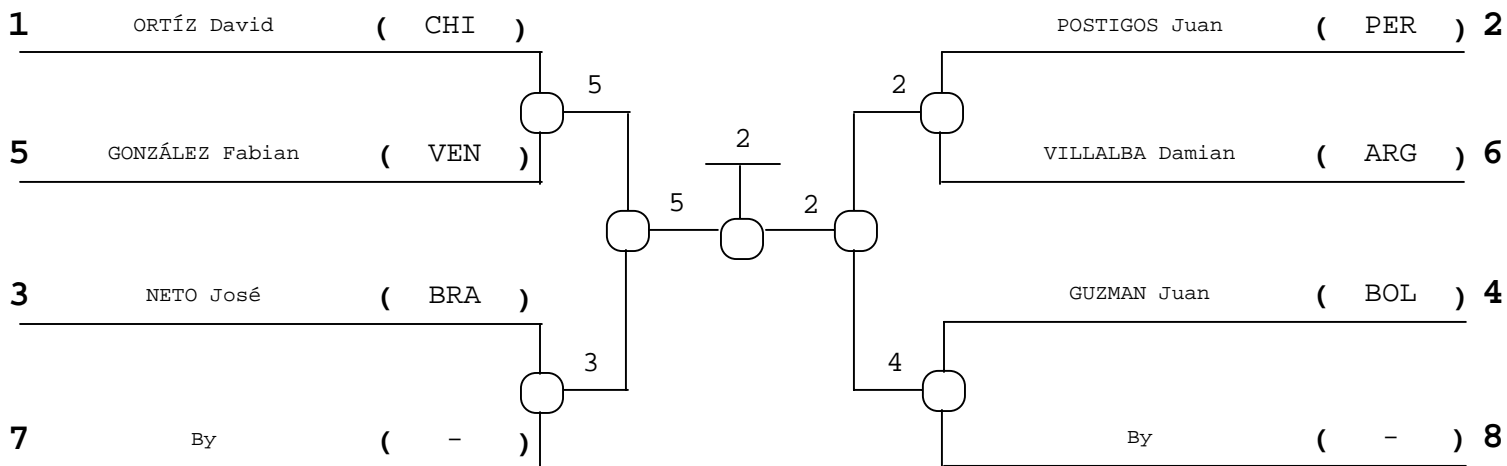 1 ORTÍZ David ( CHI ) POSTIGOS Juan ( PER ) 2
5 2
2
5 GONZÁLEZ Fabian ( VEN ) VILLALBA Damian ( ARG ) 6
5 2
3 NETO José ( BRA ) GUZMAN Juan ( BOL ) 4
3 4
7 By ( - ) By ( - ) 8